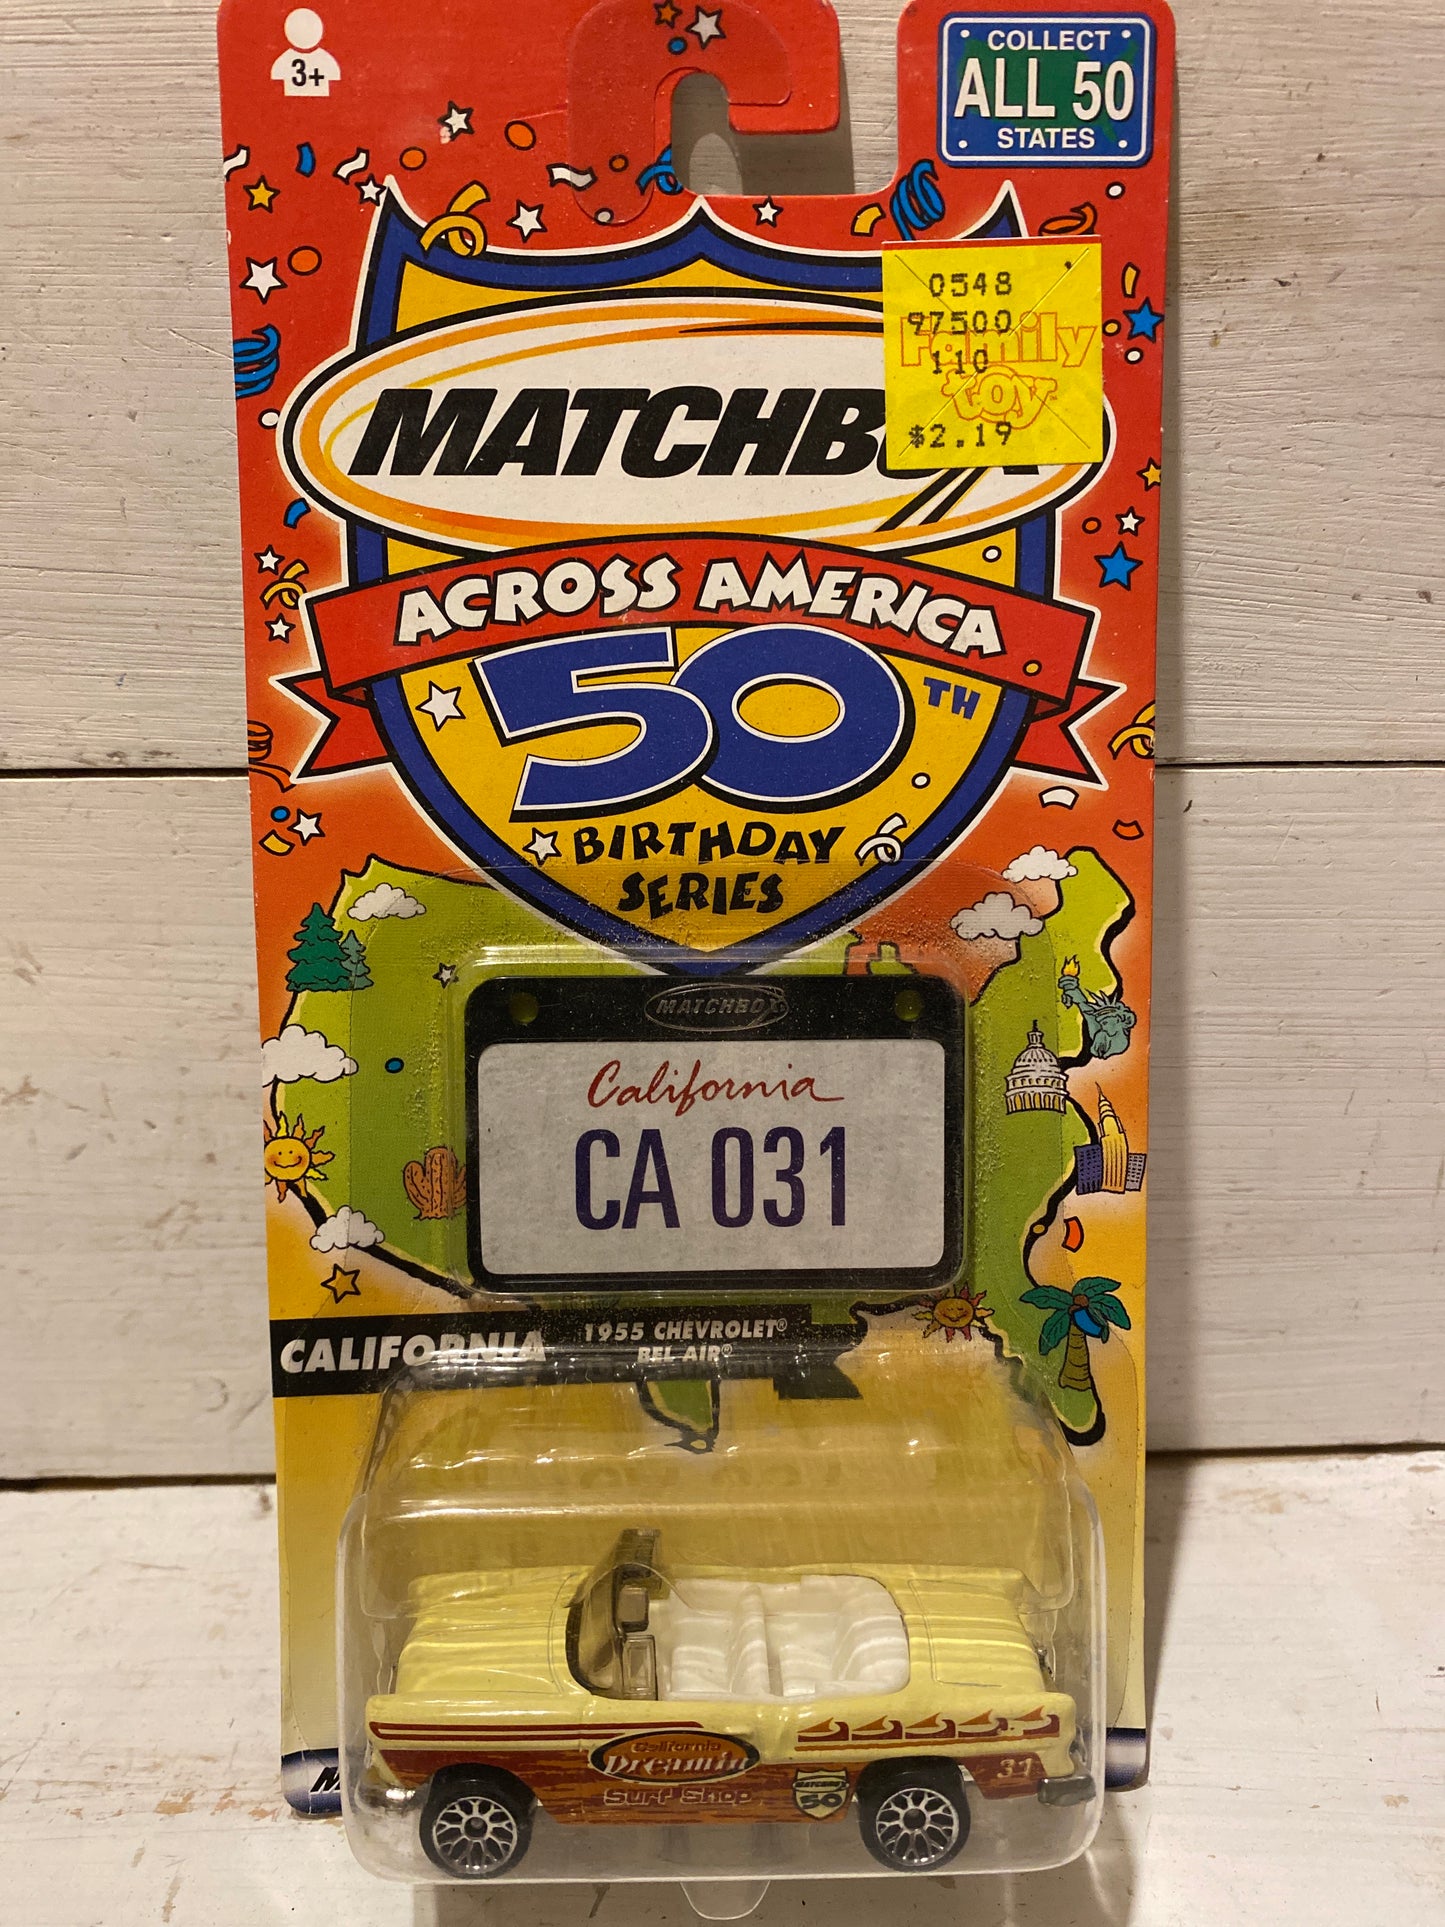 3+
COLLECT
ALL 50
STATES
0548
97500
110
Family
toy
$2.19
MATCHBOX
ACROSS AMERICA
50TH
BIRTHDAY
SERIES
MATCHBOX
California
CA 031
CALIFORNIA
1955 CHEVROLET®
BEL AIR®
California
Dreamin
Surf Shop
MATCHBOX
50
31